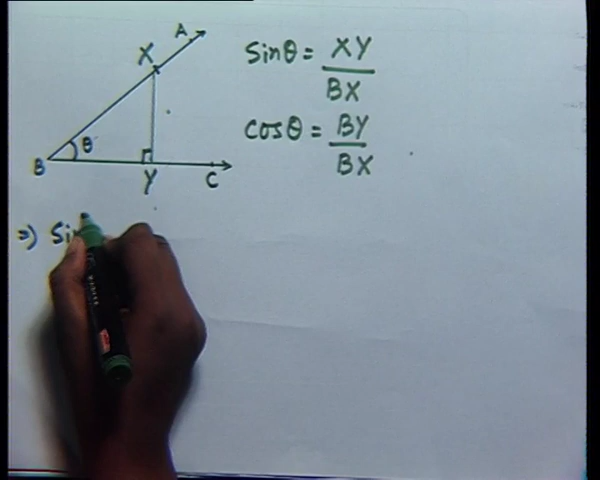 A
X
θ
B
Y
C
Sinθ = XY / BX
cosθ = BY / BX
=) Si